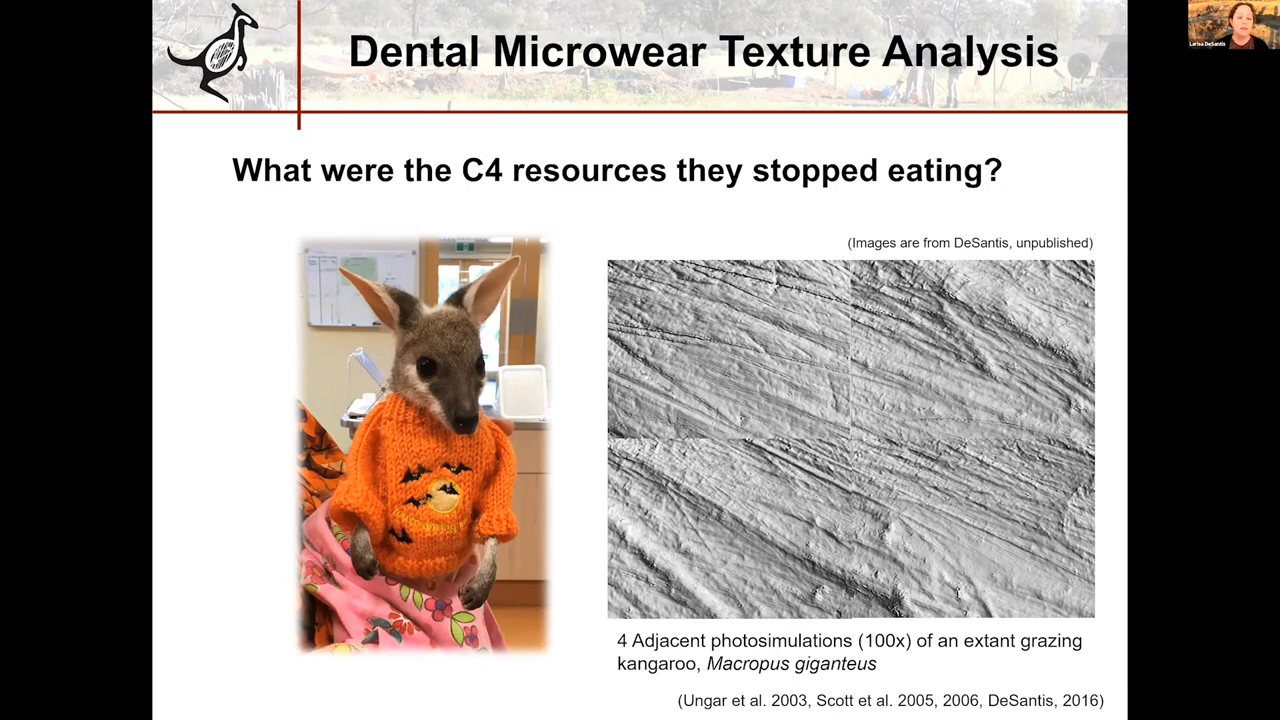 Dental Microwear Texture Analysis
Larisa DeSantis
What were the C4 resources they stopped eating?
(Images are from DeSantis, unpublished)
4 Adjacent photosimulations (100x) of an extant grazing
kangaroo, Macropus giganteus
(Ungar et al. 2003, Scott et al. 2005, 2006, DeSantis, 2016)